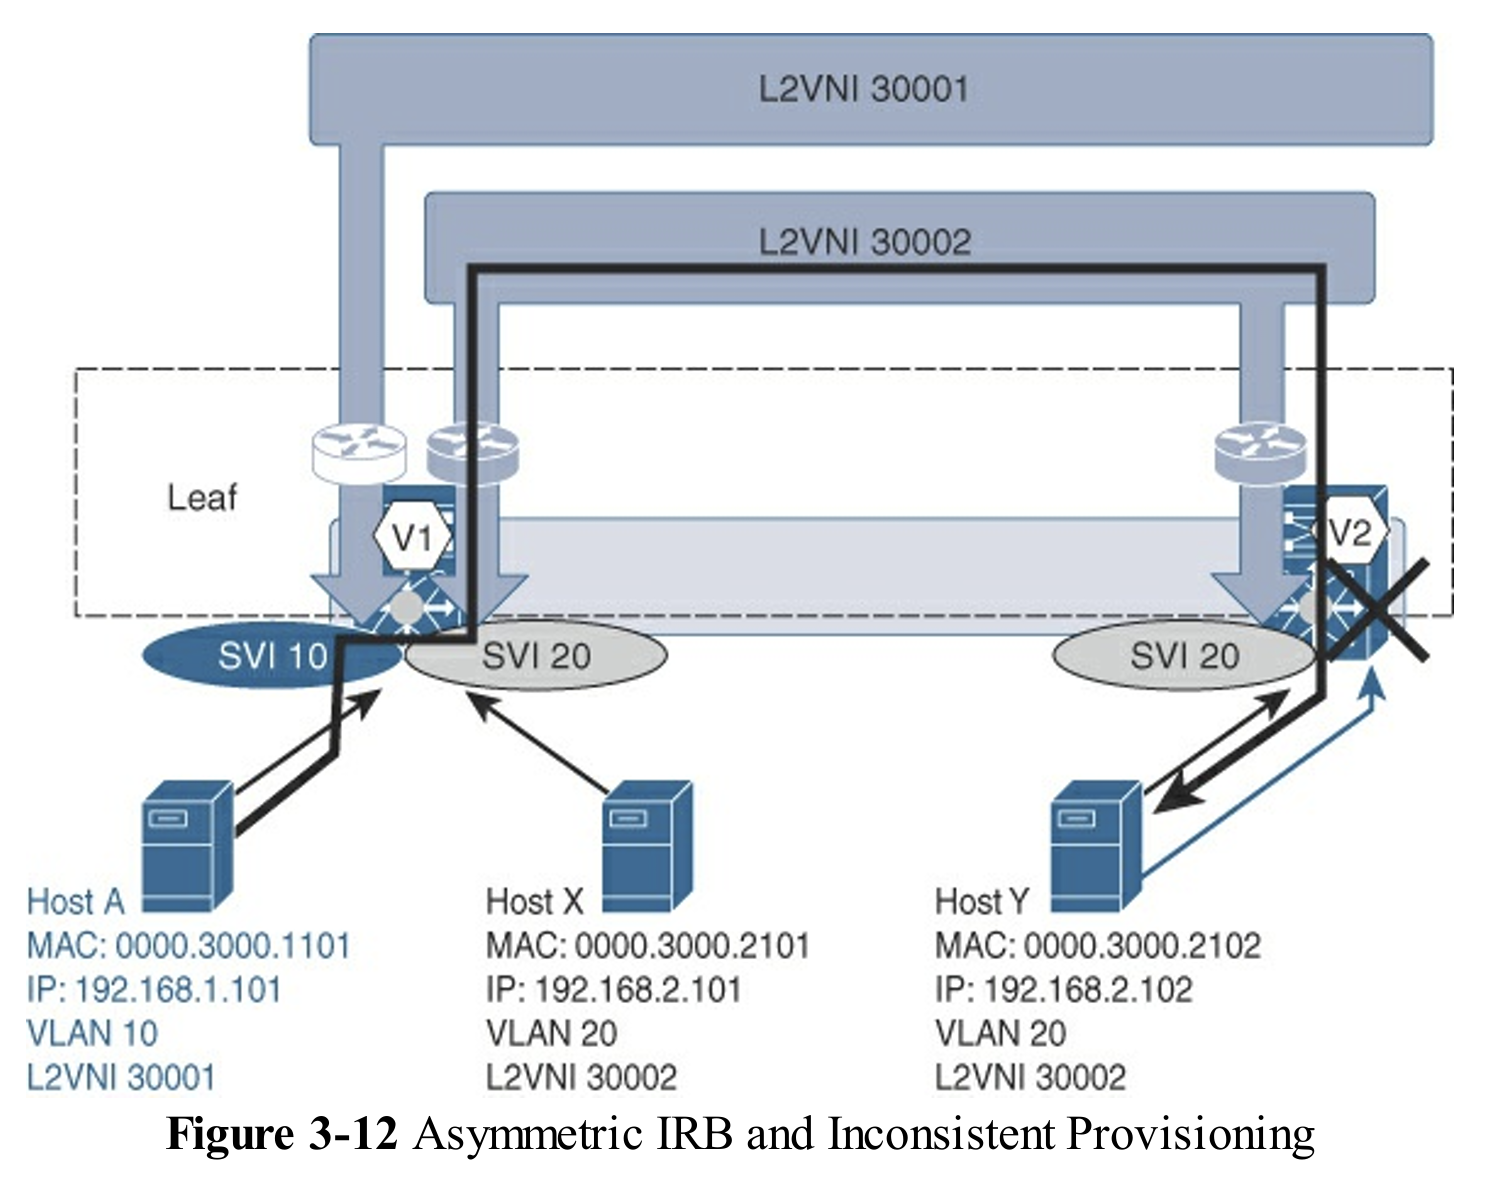 L2VNI 30001
L2VNI 30002
Leaf
V1
V2
SVI 10
SVI 20
SVI 20
Host A
MAC: 0000.3000.1101
IP: 192.168.1.101
VLAN 10
L2VNI 30001
Host X
MAC: 0000.3000.2101
IP: 192.168.2.101
VLAN 20
L2VNI 30002
Host Y
MAC: 0000.3000.2102
IP: 192.168.2.102
VLAN 20
L2VNI 30002
Figure 3-12 Asymmetric IRB and Inconsistent Provisioning